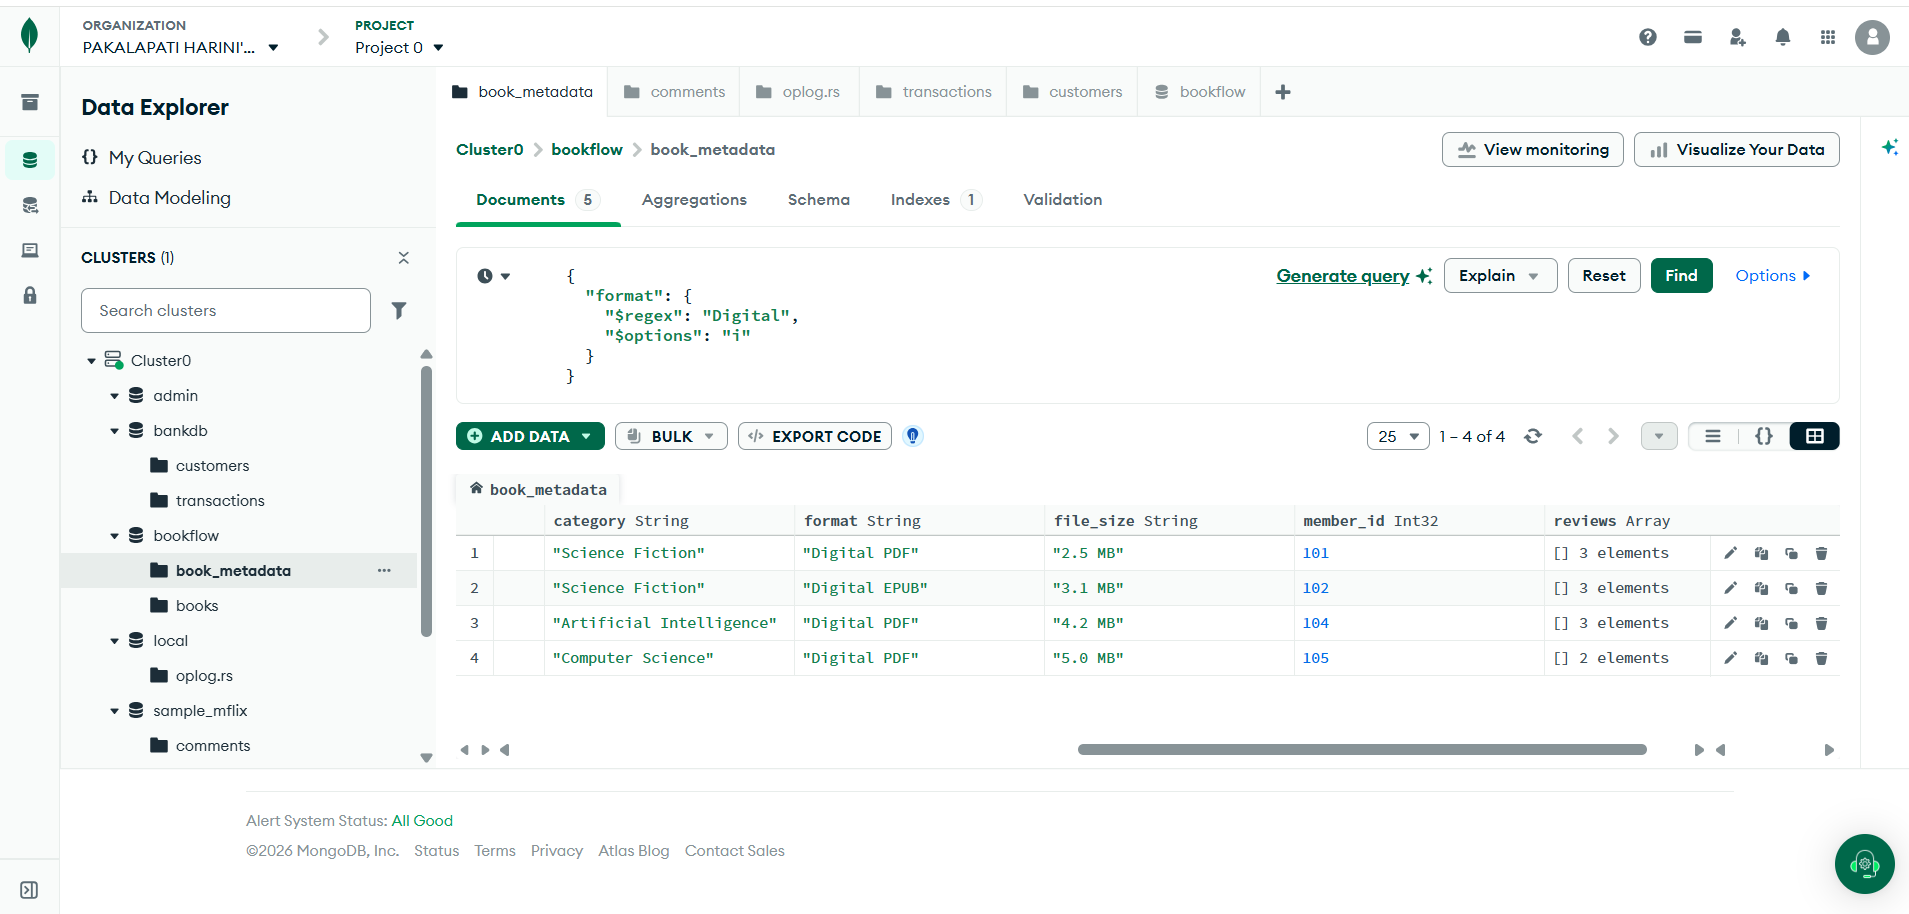 ORGANIZATION
PAKALAPATI HARINI'...
PROJECT
Project 0
Data Explorer
My Queries
Data Modeling
CLUSTERS (1)
Search clusters
Cluster0
admin
bankdb
customers
transactions
bookflow
book_metadata
books
local
oplog.rs
sample_mflix
comments
book_metadata
comments
oplog.rs
transactions
customers
bookflow
Cluster0
bookflow
book_metadata
View monitoring
Visualize Your Data
Documents 5
Aggregations
Schema
Indexes 1
Validation
{
"format": {
"$regex": "Digital",
"$options": "i"
}
}
Generate query
Explain
Reset
Find
Options
ADD DATA
BULK
EXPORT CODE
25
1 – 4 of 4
book_metadata
category String format String file_size String member_id Int32 reviews Array
1 "Science Fiction" "Digital PDF" "2.5 MB" 101 [] 3 elements
2 "Science Fiction" "Digital EPUB" "3.1 MB" 102 [] 3 elements
3 "Artificial Intelligence" "Digital PDF" "4.2 MB" 104 [] 3 elements
4 "Computer Science" "Digital PDF" "5.0 MB" 105 [] 2 elements
Alert System Status: All Good
©2026 MongoDB, Inc. Status Terms Privacy Atlas Blog Contact Sales